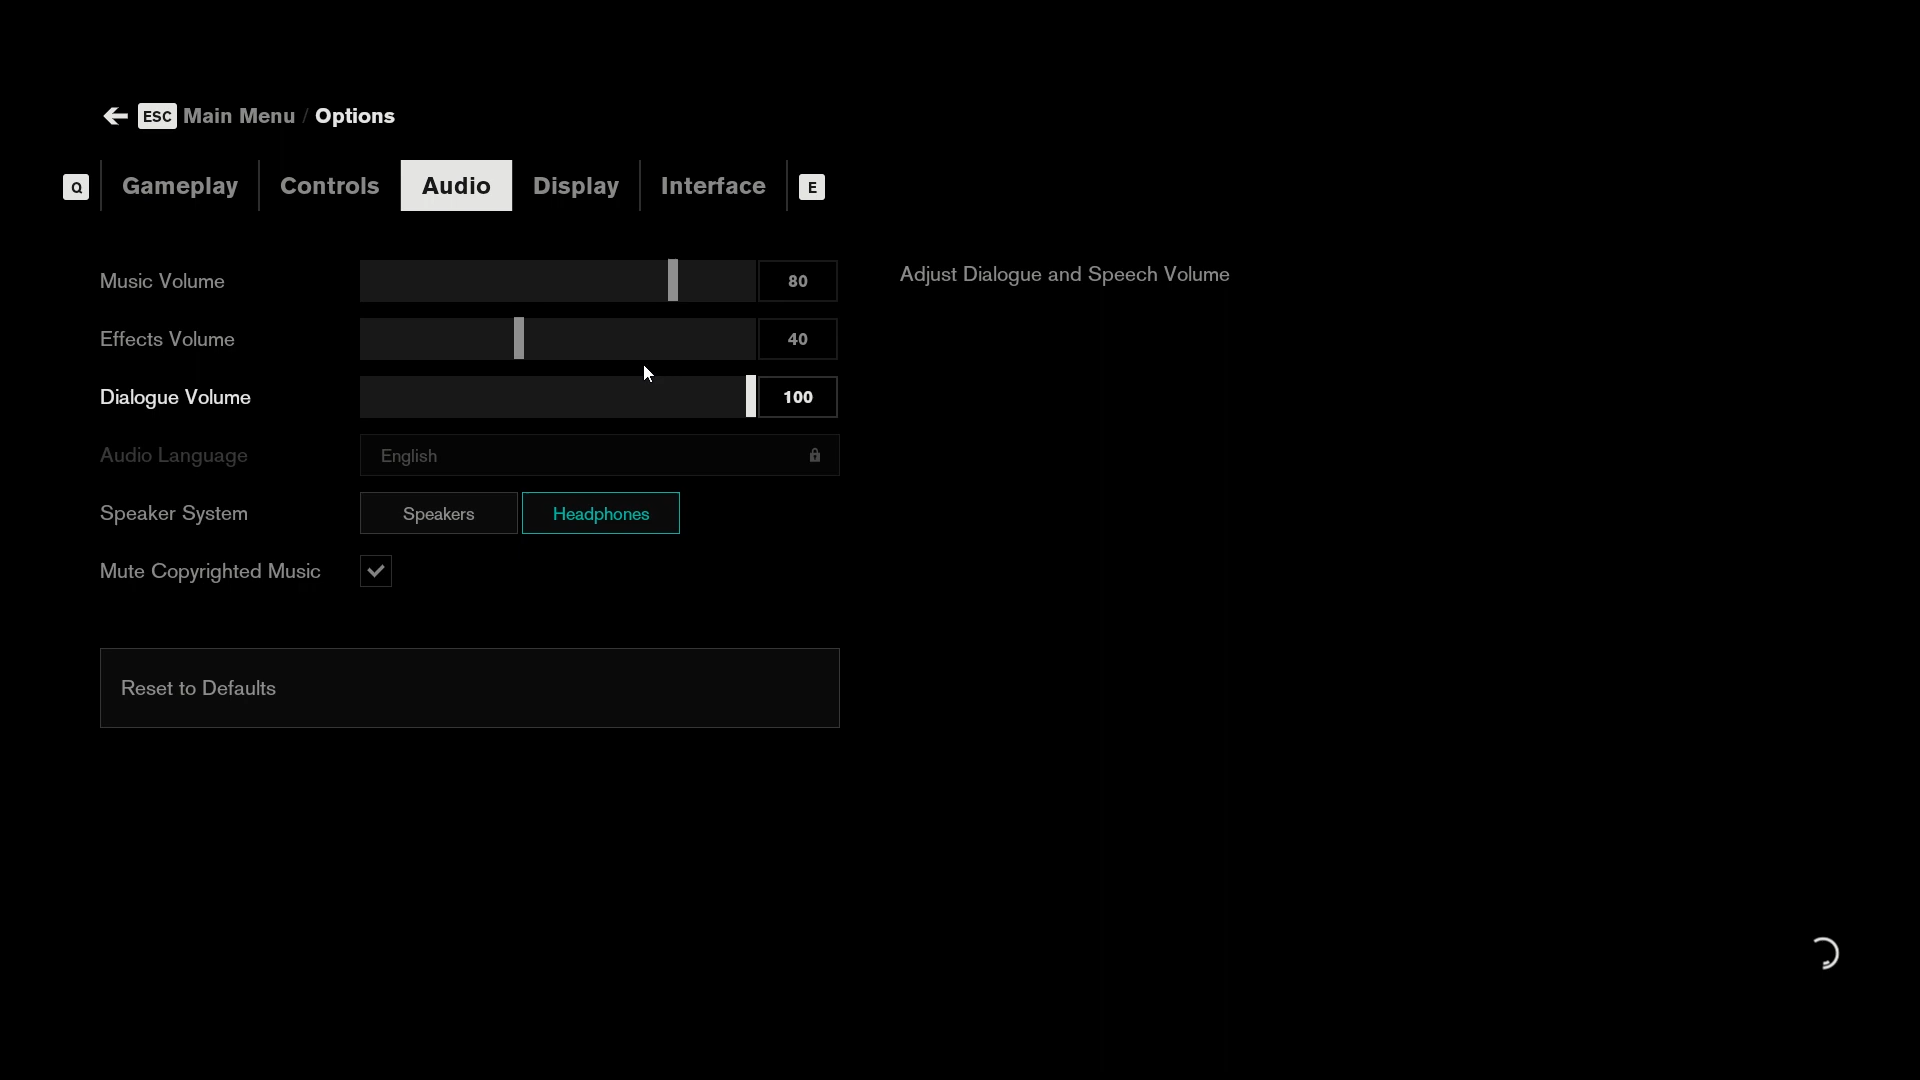 ESC Main Menu / Options
Q Gameplay Controls Audio Display Interface E
Music Volume 80 Adjust Dialogue and Speech Volume
Effects Volume 40
Dialogue Volume 100
Audio Language English
Speaker System Speakers Headphones
Mute Copyrighted Music
Reset to Defaults